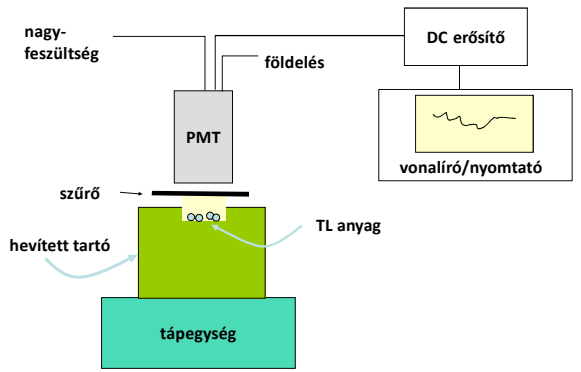 nagy-
feszültség
földelés
DC erősítő
PMT
vonalíró/nyomtató
szűrő
TL anyag
hevített tartó
tápegység